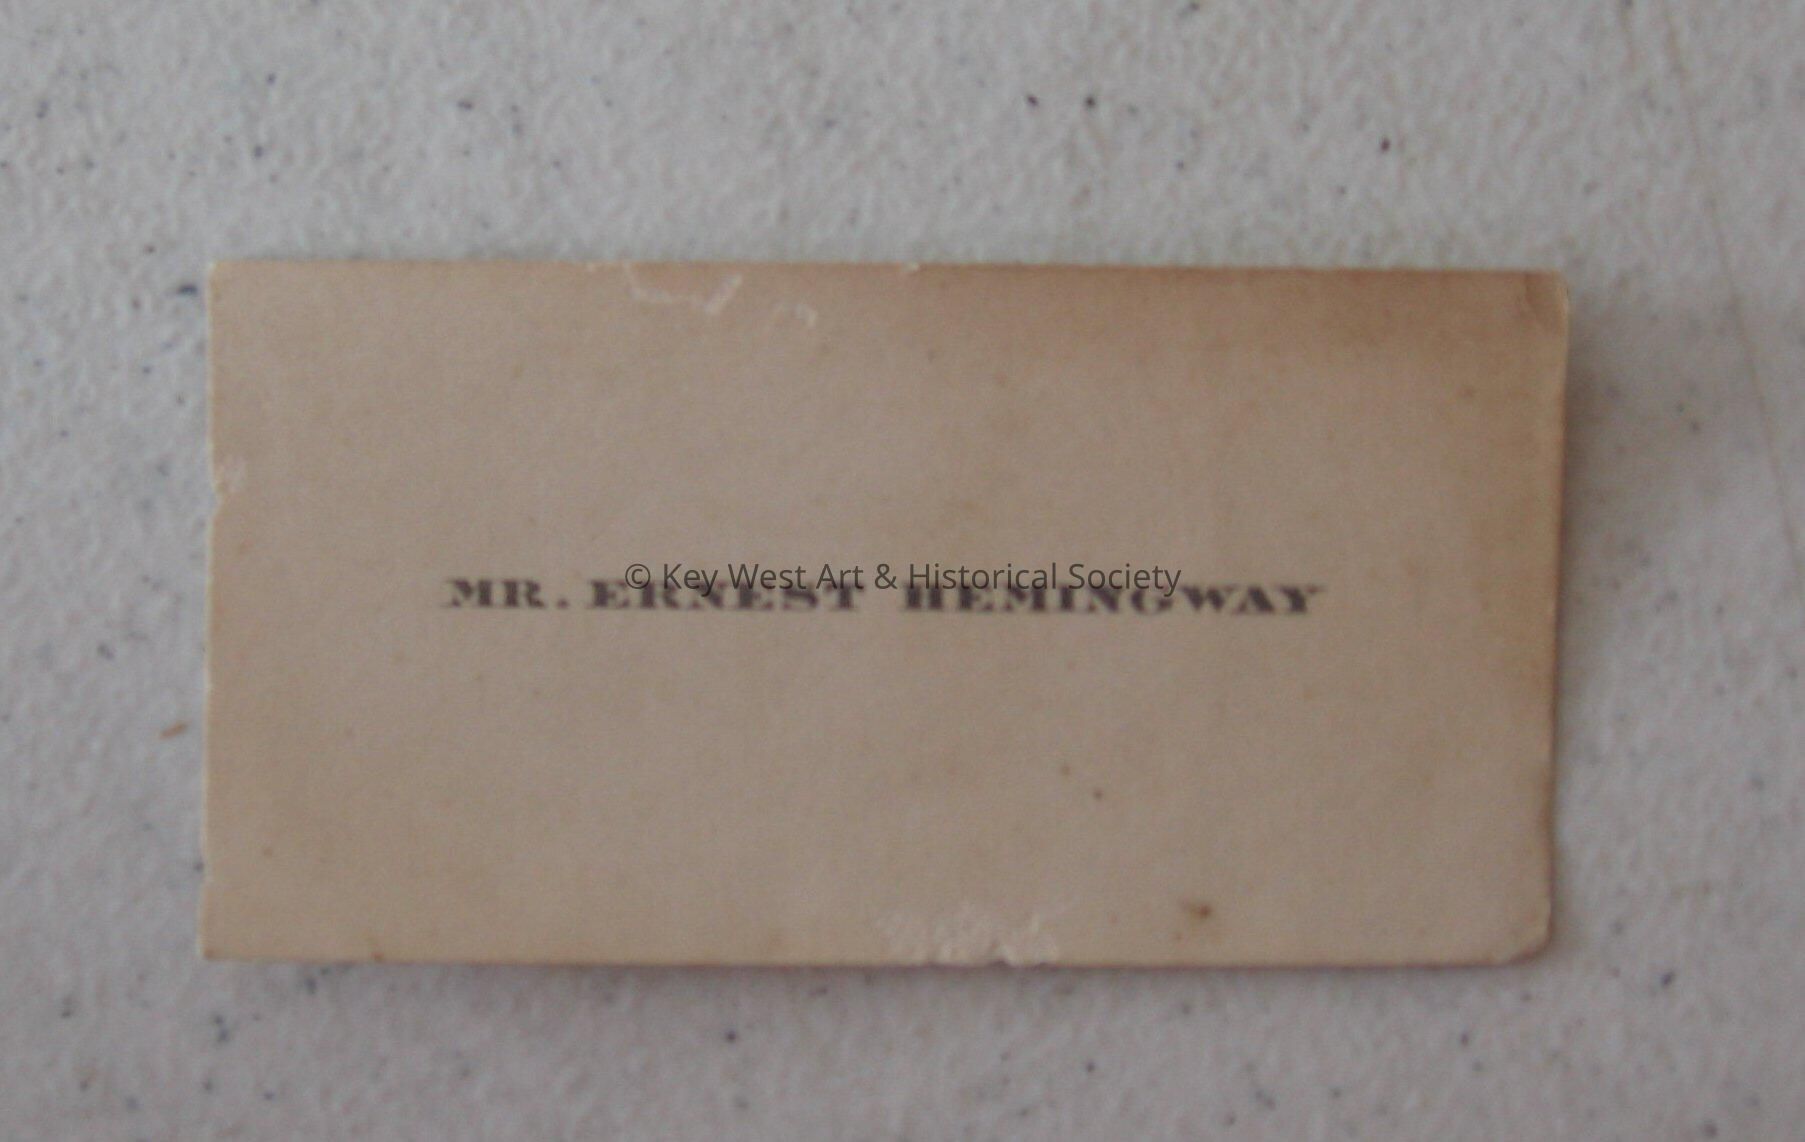 © Key West Art & Historical Society
MR. ERNEST HEMINGWAY